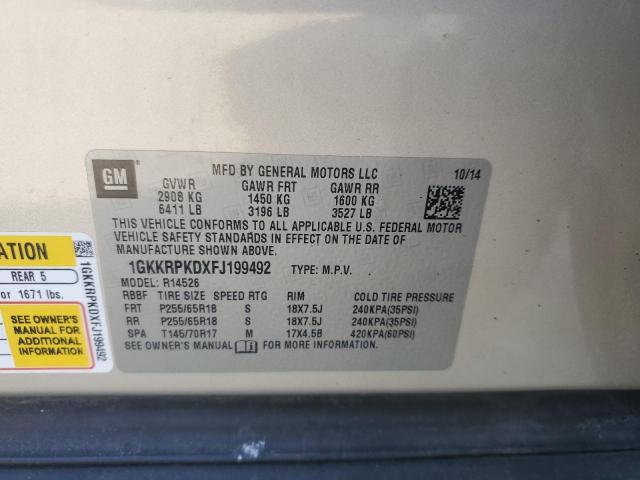 GM
MFD BY GENERAL MOTORS LLC
10/14
GVWR GAWR FRT GAWR RR
2908 KG 1450 KG 1600 KG
6411 LB 3196 LB 3527 LB
THIS VEHICLE CONFORMS TO ALL APPLICABLE U.S. FEDERAL MOTOR
VEHICLE SAFETY STANDARDS IN EFFECT ON THE DATE OF
MANUFACTURE SHOWN ABOVE.
1GKKRPKDXFJ199492 TYPE: M.P.V.
MODEL: R14526
RBBF TIRE SIZE SPEED RTG RIM COLD TIRE PRESSURE
FRT P255/65R18 S 18X7.5J 240KPA(35PSI)
RR P255/65R18 S 18X7.5J 240KPA(35PSI)
SPA T145/70R17 M 17X4.5B 420KPA(60PSI)
SEE OWNER'S MANUAL FOR MORE INFORMATION.
REAR 5
or 1671 lbs.
SEE OWNER'S
MANUAL FOR
ADDITIONAL
INFORMATION
1GKKRPKDXFJ199492